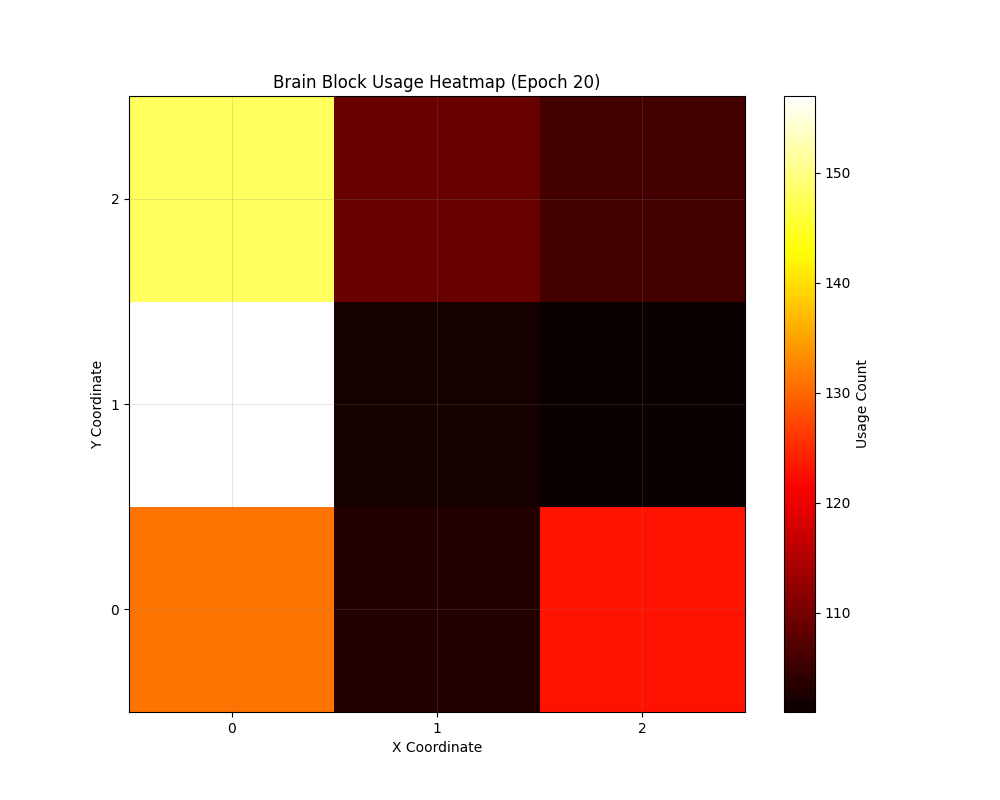 Brain Block Usage Heatmap (Epoch 20)
2
1
0
Y Coordinate
0 1 2
X Coordinate
150
140
130
120
110
Usage Count